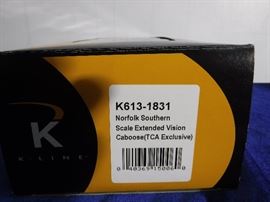 K613-1831
Norfolk Southern
Scale Extended Vision
Caboose(TCA Exclusive)
K
K-LINE